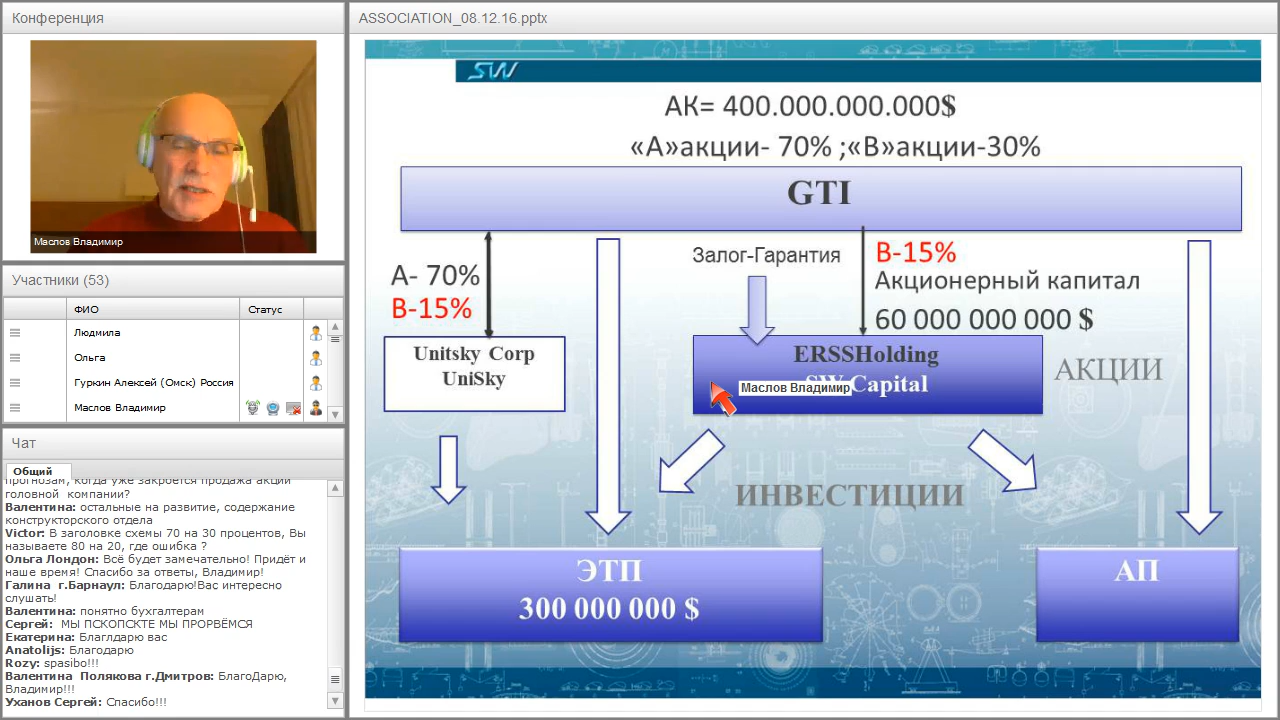 Конференция
Маслов Владимир
Участники (53)
ФИО Статус
Людмила
Ольга
Гуркин Алексей (Омск) Россия
Маслов Владимир
Чат
Общий
прогнозам, когда уже закроется продажа акций
головной компании?
Валентина: остальные на развитие, содержание
конструкторского отдела
Victor: В заголовке схемы 70 на 30 процентов, Вы
называете 80 на 20, где ошибка ?
Ольга Лондон: Всё будет замечательно! Придёт и
наше время! Спасибо за ответы, Владимир!
Галина г.Барнаул: Благодарю!Вас интересно
слушать!
Валентина: понятно бухгалтерам
Сергей: МЫ ПСКОПСКТЕ МЫ ПРОРВЁМСЯ
Екатерина: Благлдарю вас
Anatolijs: Благодарю
Rozy: spasibo!!!
Валентина Полякова г.Дмитров: БлагоДарю,
Владимир!!!
Уханов Сергей: Спасибо!!!
ASSOCIATION_08.12.16.pptx
SW
АК= 400.000.000.000$
«А»акции- 70% ;«В»акции-30%
GTI
А- 70%
В-15%
Залог-Гарантия
В-15%
Акционерный капитал
60 000 000 000 $
Unitsky Corp
UniSky
ERSSHolding
SW Capital
Маслов Владимир
АКЦИИ
ИНВЕСТИЦИИ
ЭТП
300 000 000 $
АП